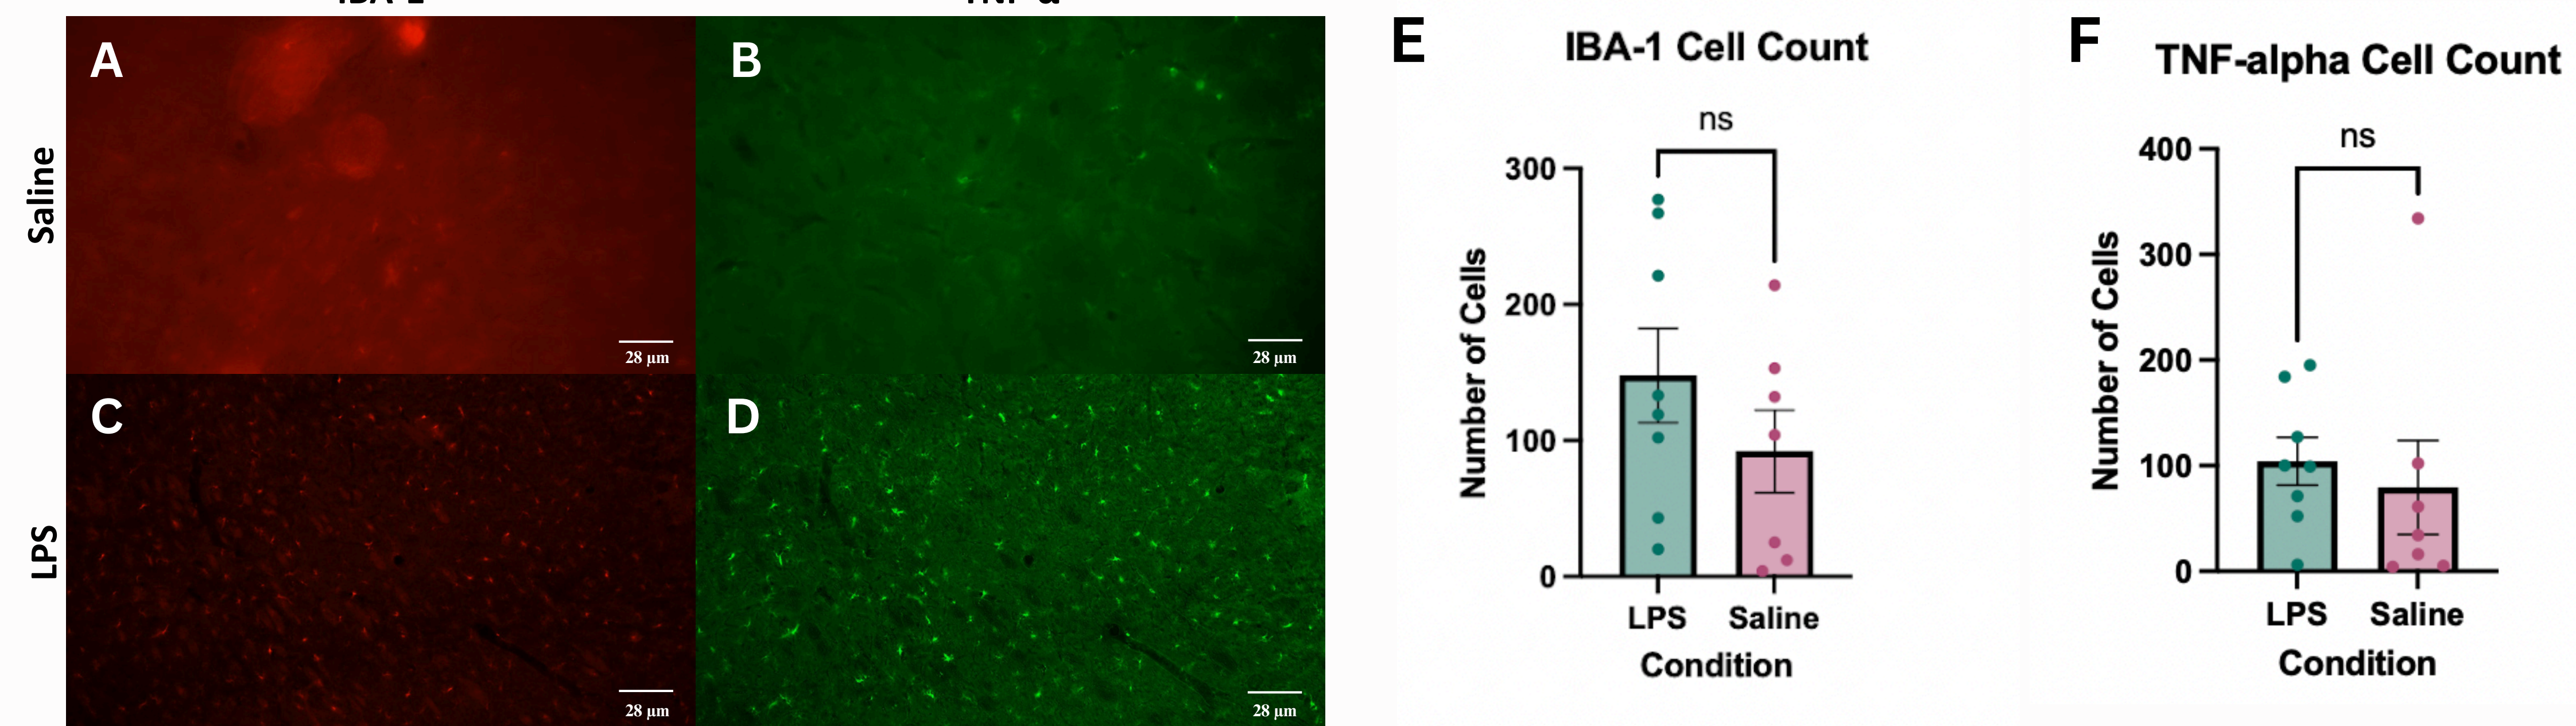 A
B
Saline
28 µm
28 µm
C
D
LPS
28 µm
28 µm
E
IBA-1 Cell Count
ns
Number of Cells
300
200
100
0
LPS Saline
Condition
F
TNF-alpha Cell Count
ns
Number of Cells
400
300
200
100
0
LPS Saline
Condition